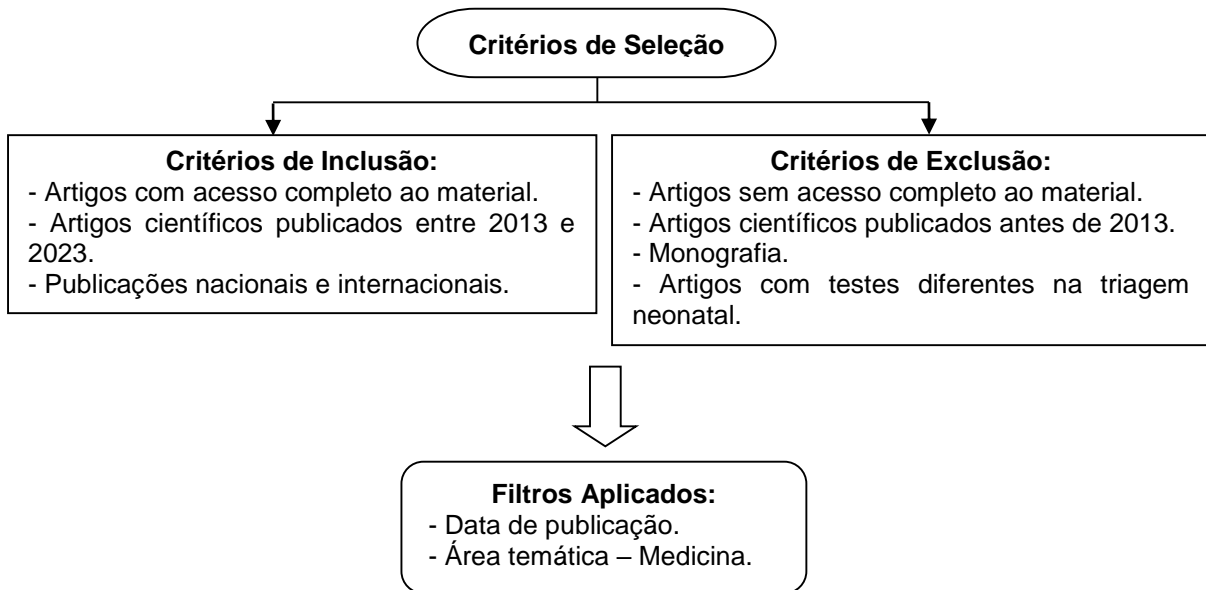 Critérios de Seleção
Critérios de Inclusão:
- Artigos com acesso completo ao material.
- Artigos científicos publicados entre 2013 e
2023.
- Publicações nacionais e internacionais.
Critérios de Exclusão:
- Artigos sem acesso completo ao material.
- Artigos científicos publicados antes de 2013.
- Monografia.
- Artigos com testes diferentes na triagem
neonatal.
Filtros Aplicados:
- Data de publicação.
- Área temática – Medicina.